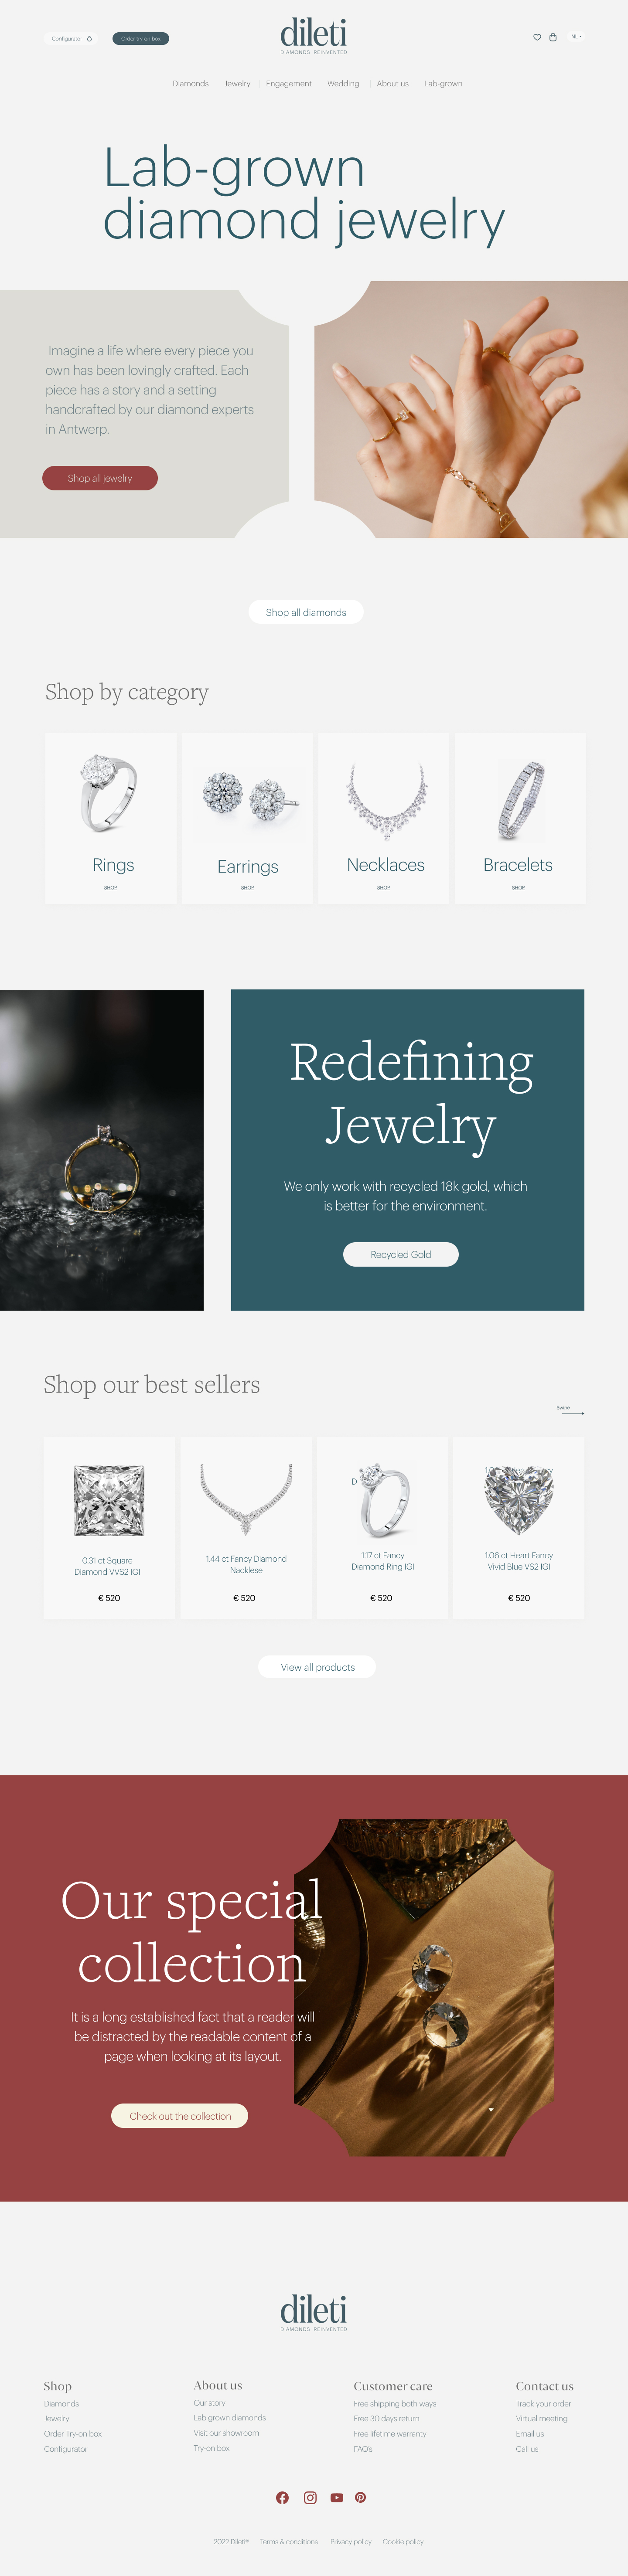 Configurator
Order try-on box
dileti
DIAMONDS REINVENTED
NL
Diamonds
Jewelry
Engagement
Wedding
About us
Lab-grown
Lab-grown
diamond jewelry
Imagine a life where every piece you
own has been lovingly crafted. Each
piece has a story and a setting
handcrafted by our diamond experts
in Antwerp.
Shop all jewelry
Shop all diamonds
Shop by category
Rings
SHOP
Earrings
SHOP
Necklaces
SHOP
Bracelets
SHOP
Redefining
Jewelry
We only work with recycled 18k gold, which
is better for the environment.
Recycled Gold
Shop our best sellers
Swipe
0.31 ct Square
Diamond VVS2 IGI
€ 520
1.44 ct Fancy Diamond
Nacklese
€ 520
D
1.17 ct Fancy
Diamond Ring IGI
€ 520
1.06 ct Heart Fancy
Vivid Blue VS2 IGI
€ 520
View all products
Our special
collection
It is a long established fact that a reader will
be distracted by the readable content of a
page when looking at its layout.
Check out the collection
dileti
DIAMONDS REINVENTED
Shop
Diamonds
Jewelry
Order Try-on box
Configurator
About us
Our story
Lab grown diamonds
Visit our showroom
Try-on box
Customer care
Free shipping both ways
Free 30 days return
Free lifetime warranty
FAQ's
Contact us
Track your order
Virtual meeting
Email us
Call us
2022 Dileti®
Terms & conditions
Privacy policy
Cookie policy